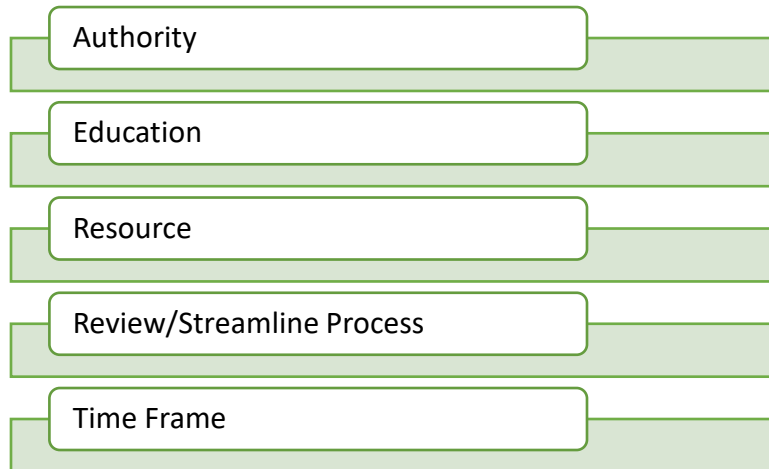 Authority
Education
Resource
Review/Streamline Process
Time Frame